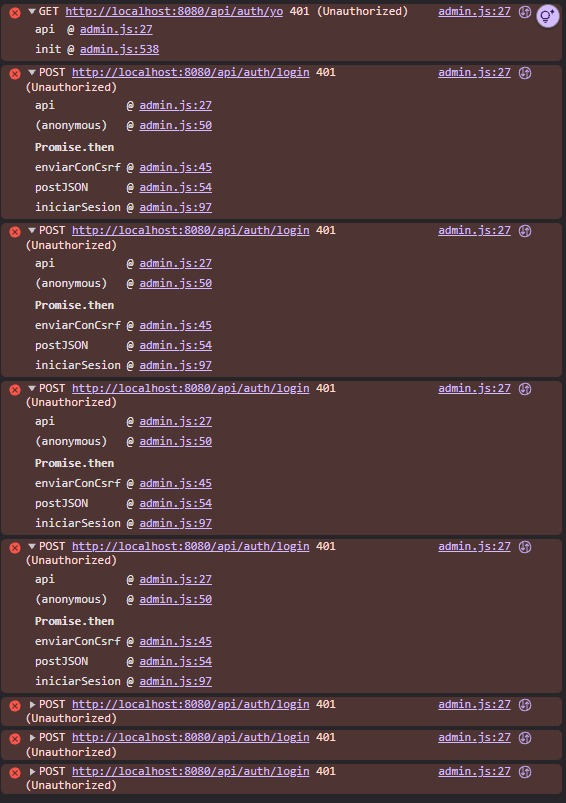 GET http://localhost:8080/api/auth/yo 401 (Unauthorized) admin.js:27
api @ admin.js:27
init @ admin.js:538
POST http://localhost:8080/api/auth/login 401 admin.js:27
(Unauthorized)
api @ admin.js:27
(anonymous) @ admin.js:50
Promise.then
enviarConCsrf @ admin.js:45
postJSON @ admin.js:54
iniciarSesion @ admin.js:97
POST http://localhost:8080/api/auth/login 401 admin.js:27
(Unauthorized)
api @ admin.js:27
(anonymous) @ admin.js:50
Promise.then
enviarConCsrf @ admin.js:45
postJSON @ admin.js:54
iniciarSesion @ admin.js:97
POST http://localhost:8080/api/auth/login 401 admin.js:27
(Unauthorized)
api @ admin.js:27
(anonymous) @ admin.js:50
Promise.then
enviarConCsrf @ admin.js:45
postJSON @ admin.js:54
iniciarSesion @ admin.js:97
POST http://localhost:8080/api/auth/login 401 admin.js:27
(Unauthorized)
api @ admin.js:27
(anonymous) @ admin.js:50
Promise.then
enviarConCsrf @ admin.js:45
postJSON @ admin.js:54
iniciarSesion @ admin.js:97
POST http://localhost:8080/api/auth/login 401 admin.js:27
(Unauthorized)
POST http://localhost:8080/api/auth/login 401 admin.js:27
(Unauthorized)
POST http://localhost:8080/api/auth/login 401 admin.js:27
(Unauthorized)